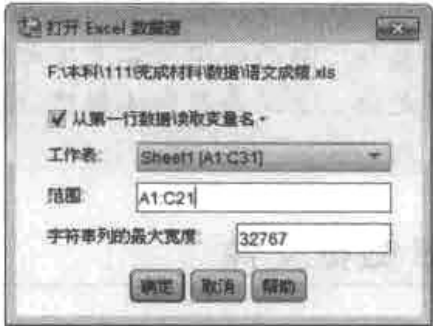 打开 Excel 数据源
F:\本科\111\完成材料\数据\语文成绩.xls
从第一行数据读取变量名。
工作表: Sheet1 [A1:C31]
范围: A1:C21
字符串列的最大宽度: 32767
确定 取消 帮助